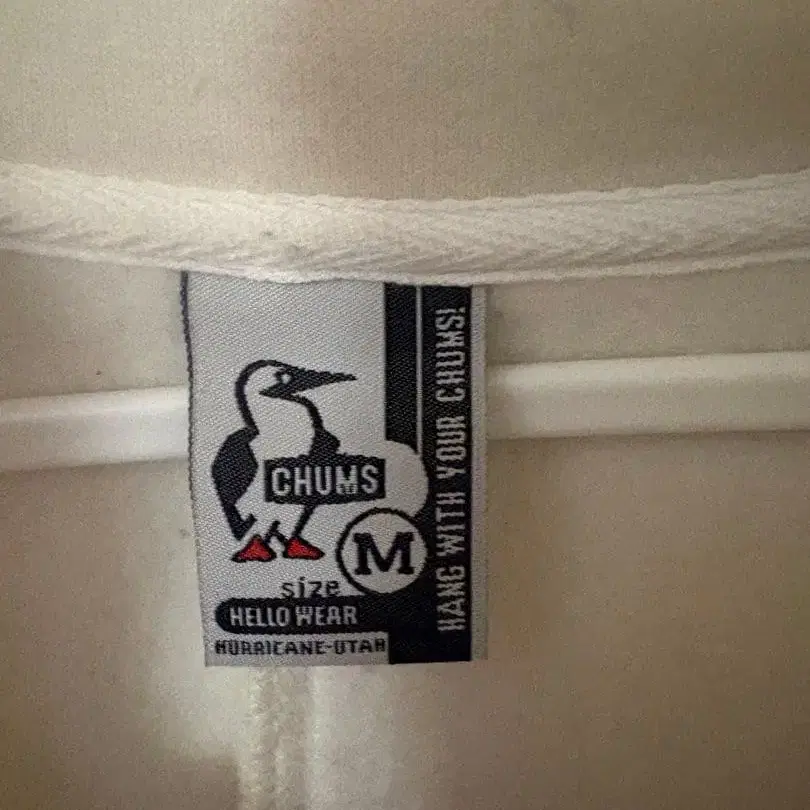 CHUMS
M
size
HELLO WEAR
HURRICANE-UTAH
HANG WITH YOUR CHUMS!